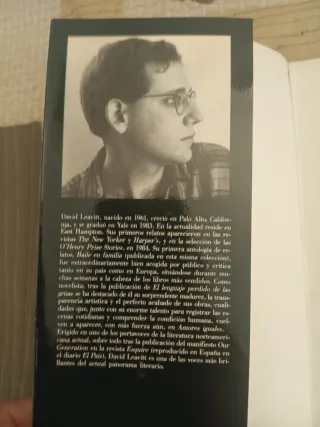 David Leavitt, nacido en 1961, creció en Palo Alto, Califor-
nia, y se graduó en Yale en 1983. En la actualidad reside en
East Hampton. Sus primeros relatos aparecieron en las re-
vistas The New Yorker y Harper's, y en la selección de las
O'Henry Prize Stories, en 1984. Su primera antología de re-
latos, Baile en familia (publicada en esta misma colección),
fue extraordinariamente bien acogida por público y crítica
tanto en su país como en Europa, situándose durante mu-
chas semanas a la cabeza de los libros más vendidos. Como
novelista, tras la publicación de El lenguaje perdido de las
grúas se ha destacado de él su sorprendente madurez, la trans-
parencia artística y el perfecto acabado de sus obras, cuali-
dades que, junto con su enorme talento para registrar las es-
cenas cotidianas y comprender la condición humana, vuel-
ven a aparecer, con más fuerza aún, en Amores iguales.
Erigido en uno de los portavoces de la literatura norteameri-
cana actual, sobre todo tras la publicación del manifiesto Our
Generation en la revista Esquire (reproducido en España en
el diario El País), David Leavitt es una de las voces más bri-
llantes del actual panorama literario.